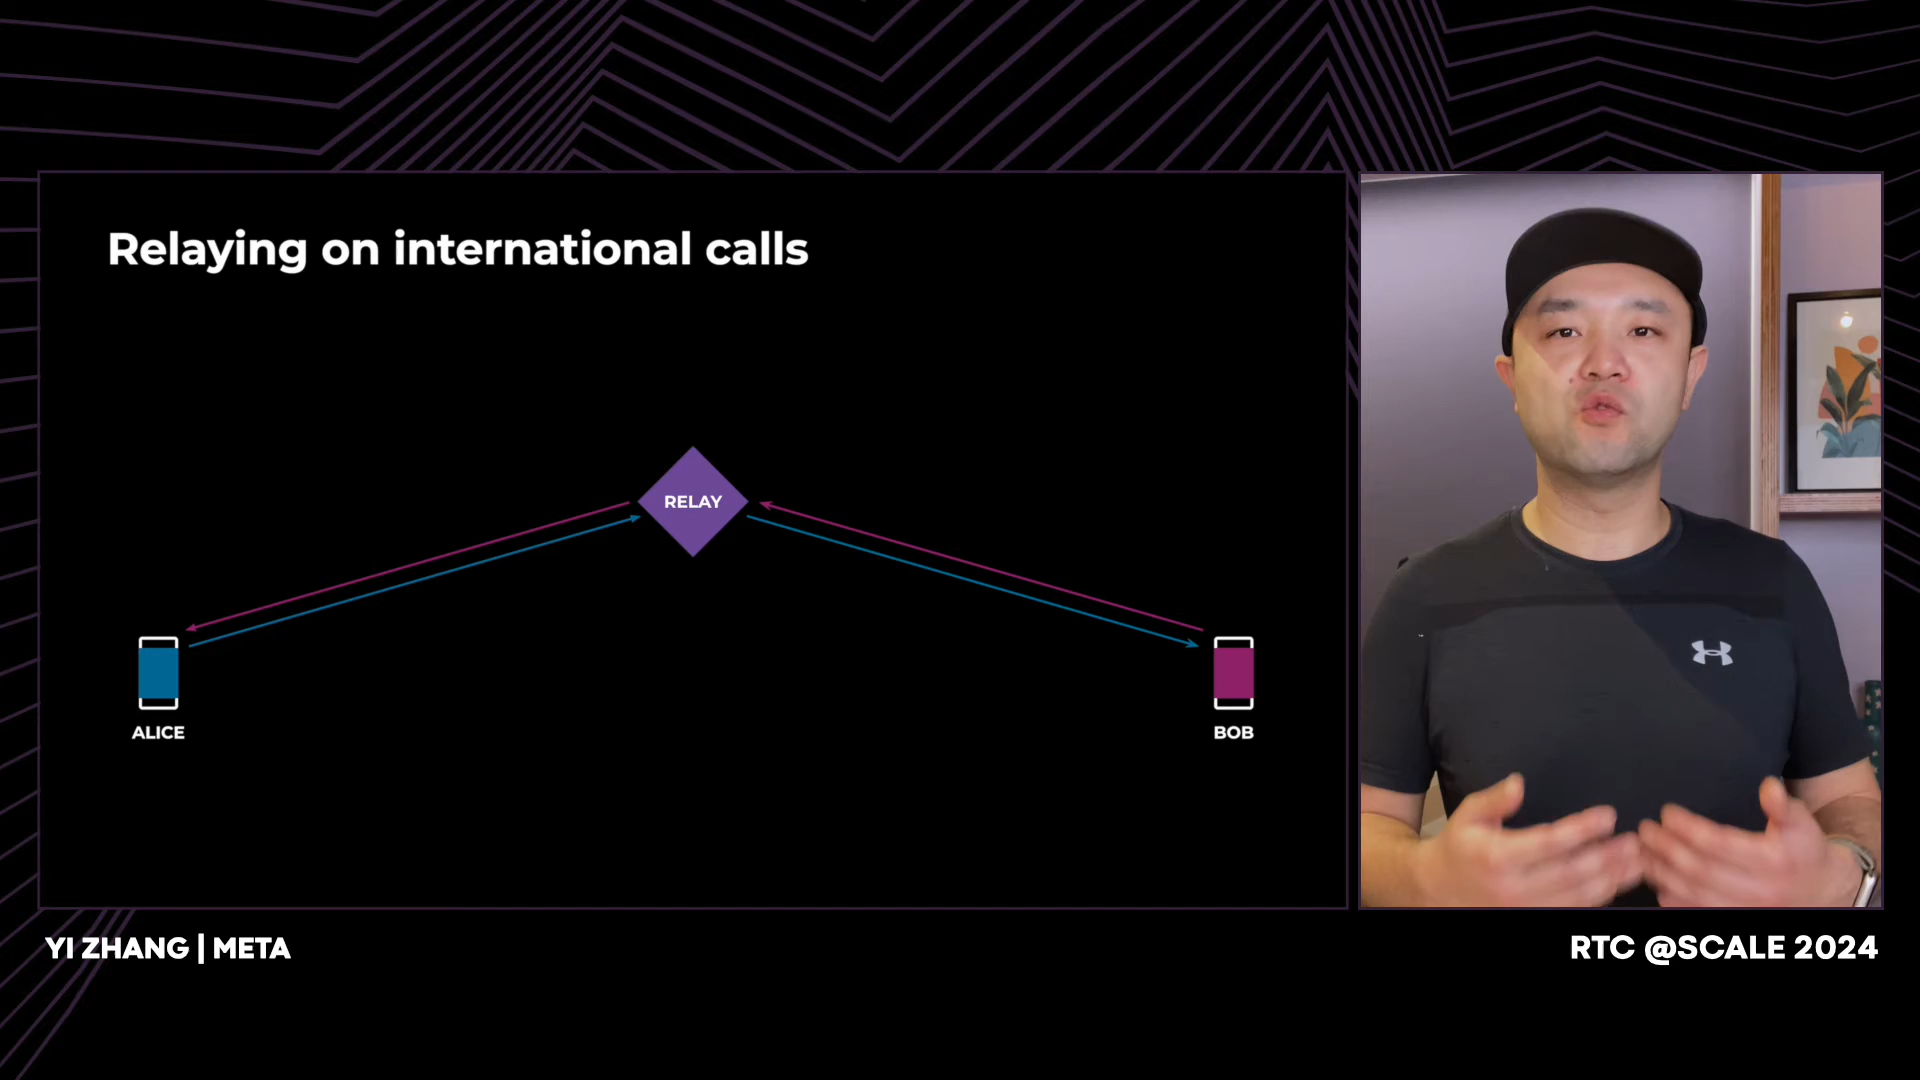 Relaying on international calls
RELAY
ALICE
BOB
YI ZHANG | META
RTC @SCALE 2024